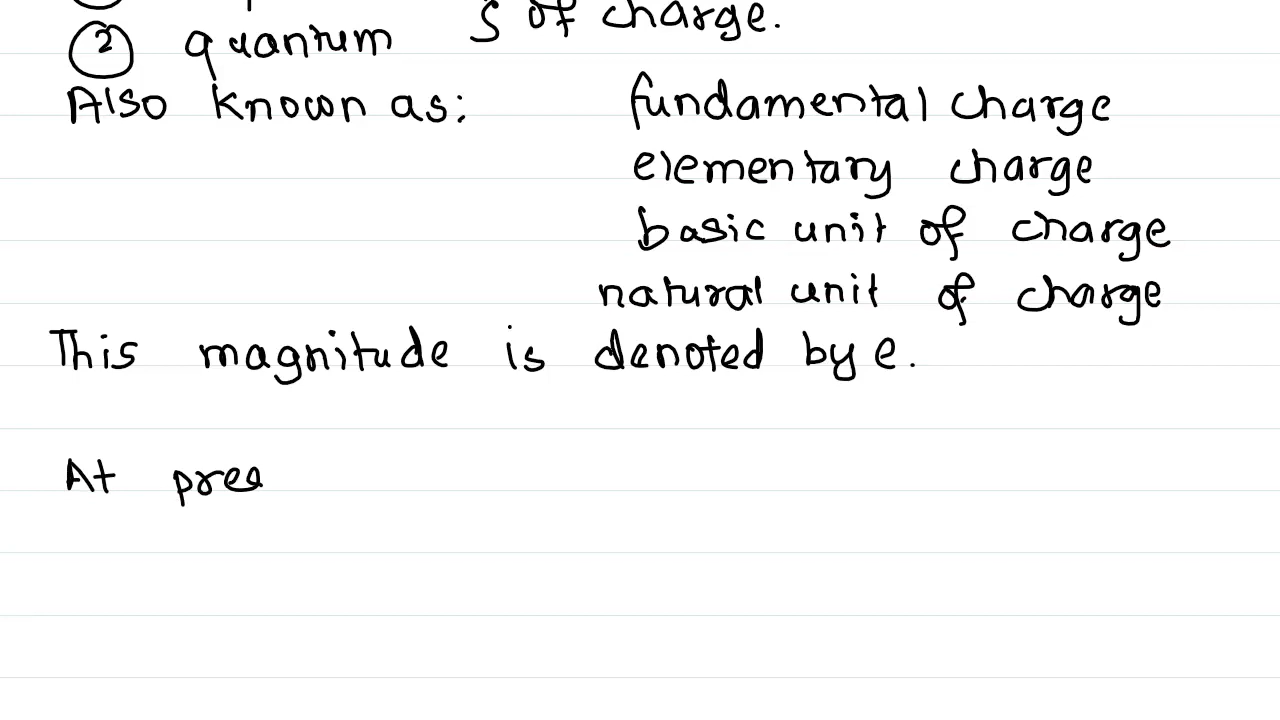 of charge.
② quantum
Also known as: fundamental charge
elementary charge
basic unit of charge
natural unit of charge
This magnitude is denoted by e.
At pres